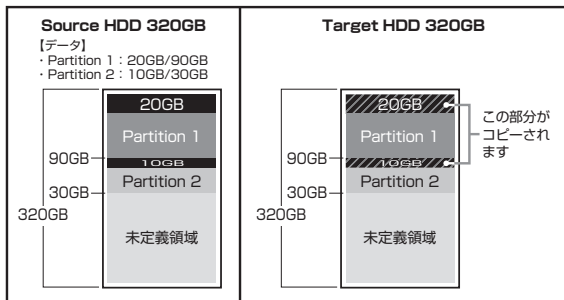 Source HDD 320GB
【データ】
・Partition 1：20GB/90GB
・Partition 2：10GB/30GB
20GB
Partition 1
90GB
10GB
Partition 2
30GB
320GB
未定義領域
Target HDD 320GB
20GB
Partition 1
90GB
10GB
Partition 2
30GB
320GB
未定義領域
この部分が
コピーされ
ます